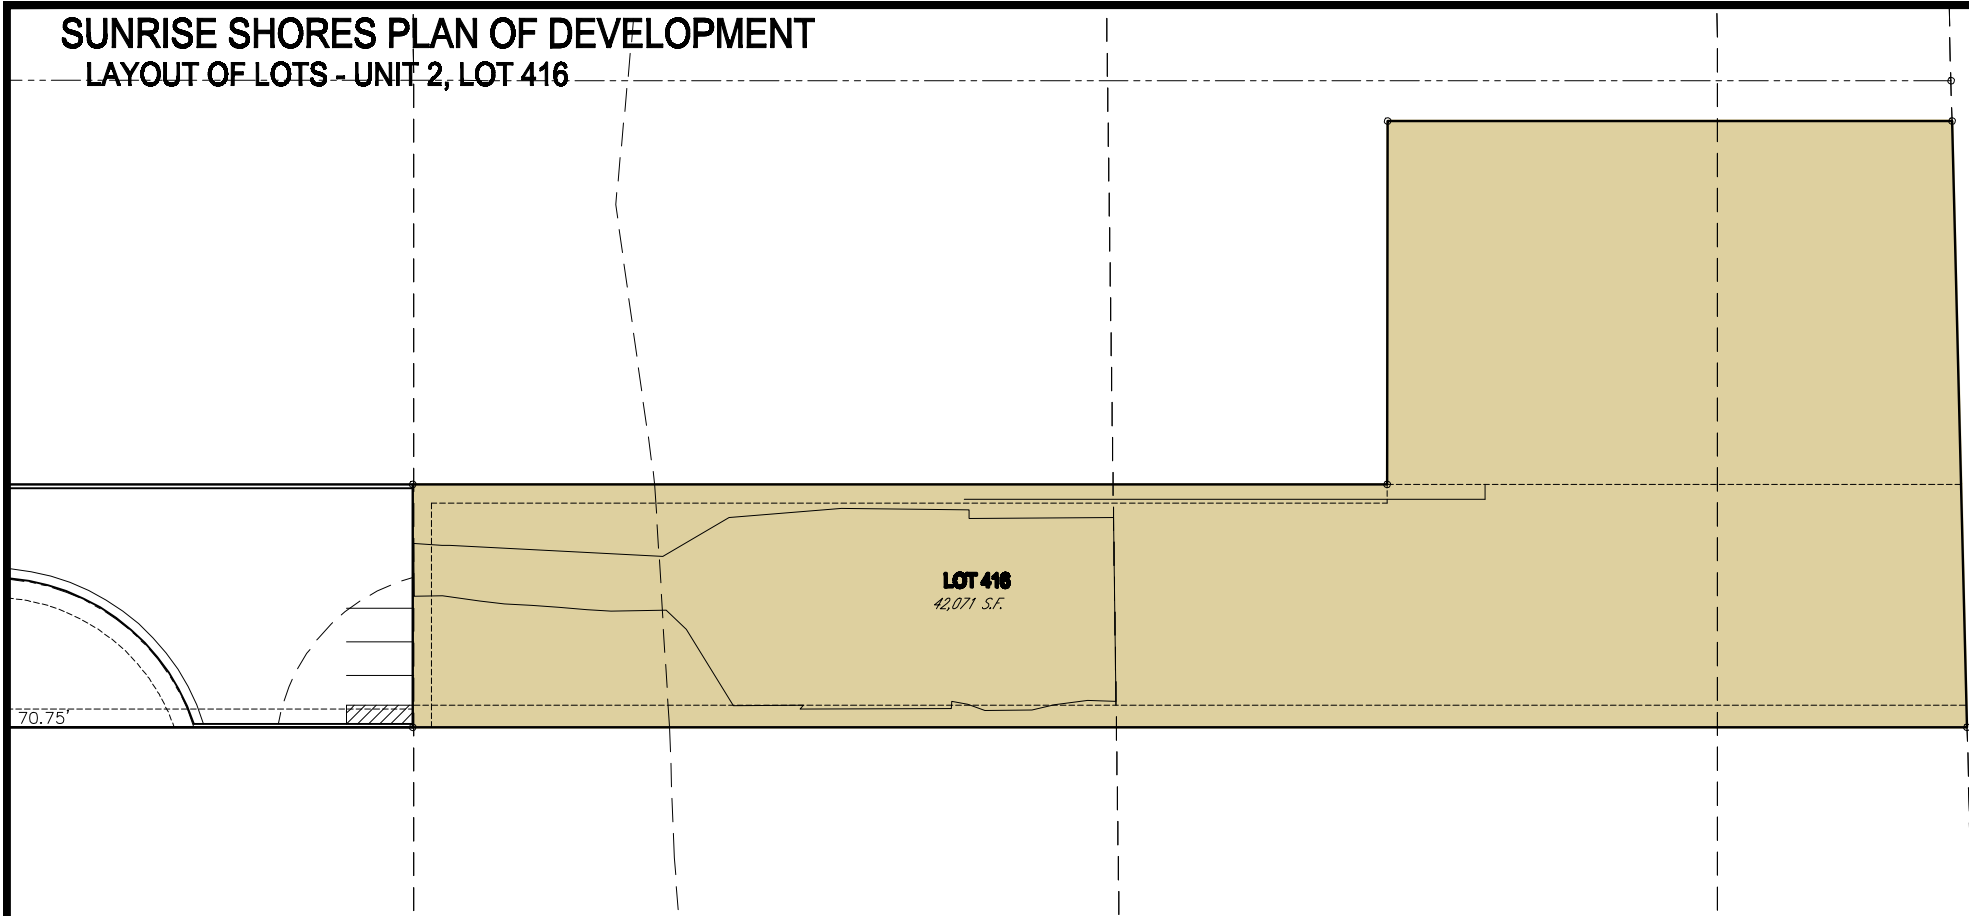 SUNRISE SHORES PLAN OF DEVELOPMENT
LAYOUT OF LOTS - UNIT 2, LOT 416
LOT 416
42,071 S.F.
70.75'